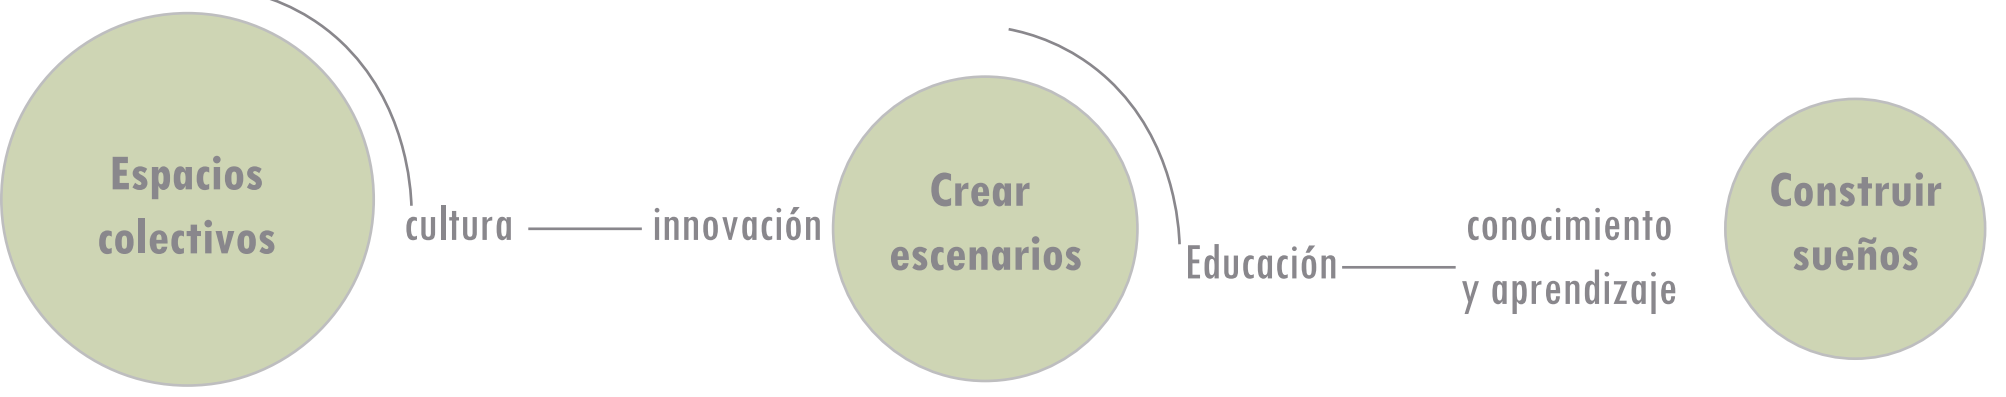 Espacios
colectivos
cultura
innovación
Crear
escenarios
Educación
conocimiento
y aprendizaje
Construir
sueños